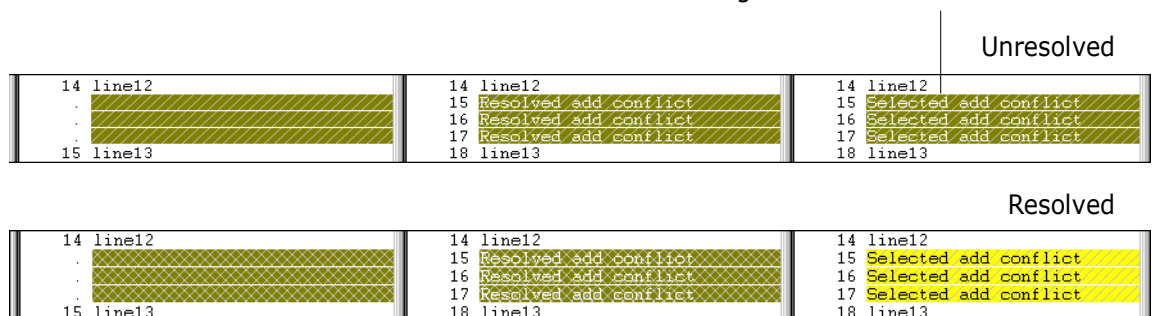 g
Unresolved
14 line12 14 line12 14 line12
. 15 Resolved add conflict 15 Selected add conflict
. 16 Resolved add conflict 16 Selected add conflict
. 17 Resolved add conflict 17 Selected add conflict
15 line13 18 line13 18 line13
Resolved
14 line12 14 line12 14 line12
. 15 Resolved add conflict 15 Selected add conflict
. 16 Resolved add conflict 16 Selected add conflict
. 17 Resolved add conflict 17 Selected add conflict
15 line13 18 line13 18 line13